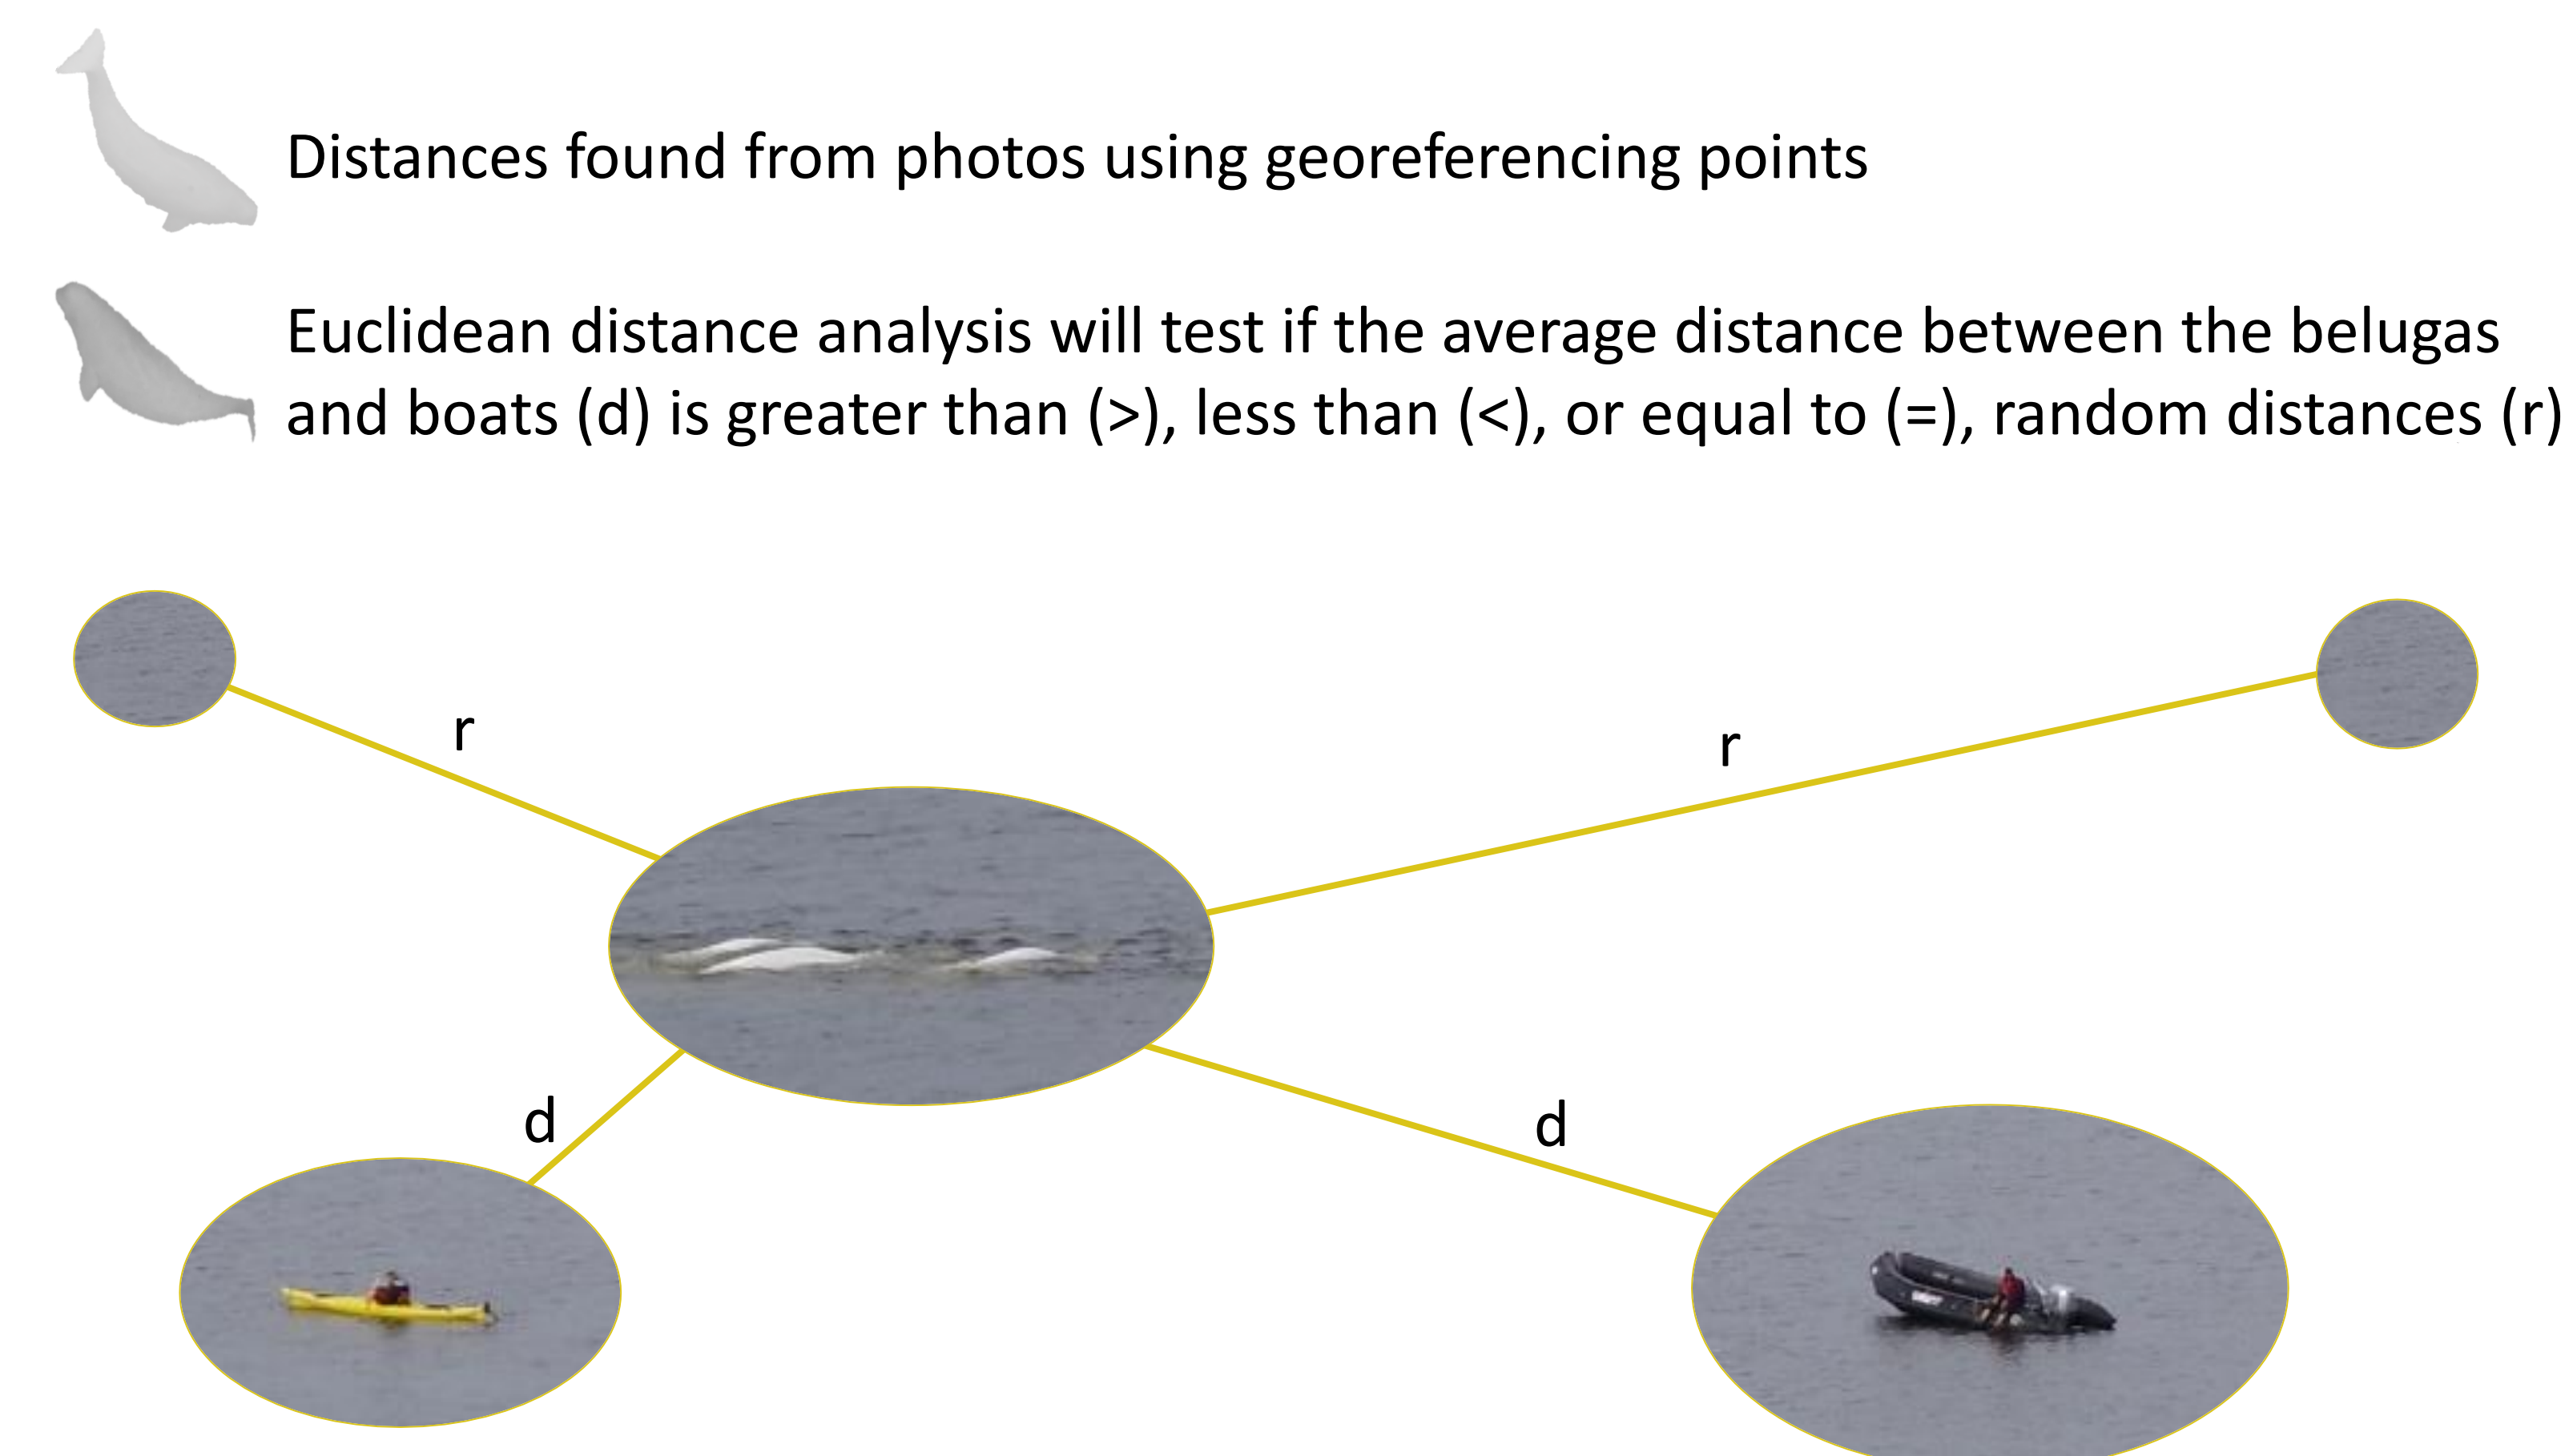 Distances found from photos using georeferencing points
Euclidean distance analysis will test if the average distance between the belugas
and boats (d) is greater than (>), less than (<), or equal to (=), random distances (r)
r
r
d
d